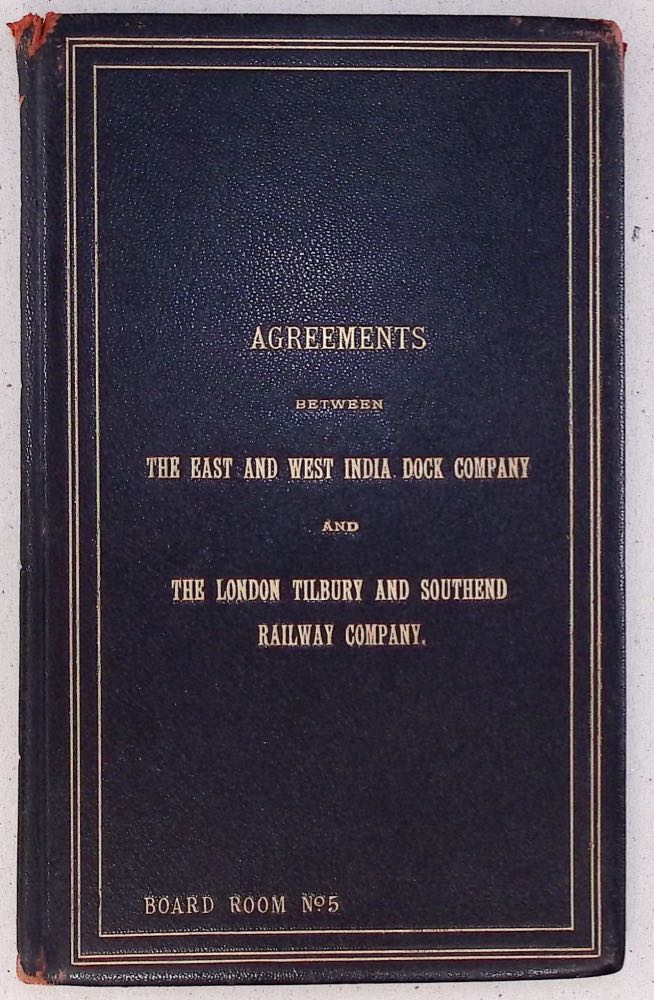 AGREEMENTS
BETWEEN
THE EAST AND WEST INDIA DOCK COMPANY
AND
THE LONDON TILBURY AND SOUTHEND
RAILWAY COMPANY.
BOARD ROOM Nº5